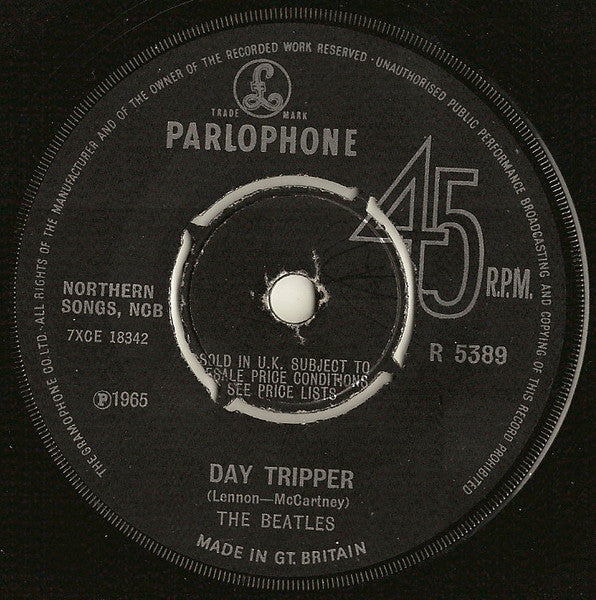 THE GRAMOPHONE CO. LTD. · ALL RIGHTS OF THE MANUFACTURER AND OF THE OWNER OF THE RECORDED WORK RESERVED · UNAUTHORISED PUBLIC PERFORMANCE BROADCASTING AND COPYING OF THIS RECORD PROHIBITED
£
TRADE MARK
PARLOPHONE
45 R.P.M.
NORTHERN
SONGS, NCB
7XCE 18342
R 5389
℗1965
SOLD IN U.K. SUBJECT TO
RESALE PRICE CONDITIONS
SEE PRICE LISTS
DAY TRIPPER
(Lennon—McCartney)
THE BEATLES
MADE IN GT. BRITAIN